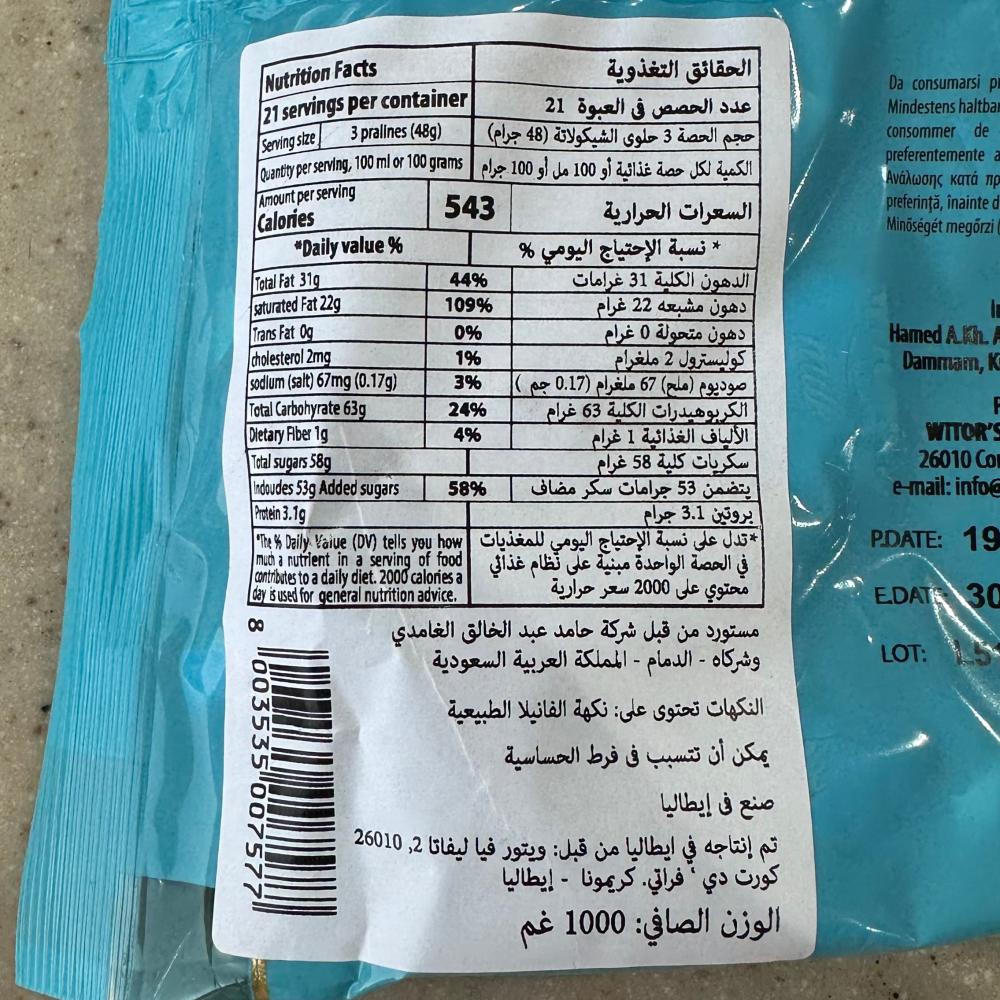 Nutrition Facts
الحقائق التغذوية
21 servings per container
عدد الحصص في العبوة 21
Serving size 3 pralines (48g)
حجم الحصة 3 حلوى الشيكولاتة (48 جرام)
Quantity per serving, 100 ml or 100 grams
الكمية لكل حصة غذائية أو 100 مل أو 100 جرام
Amount per serving
Calories
543
السعرات الحرارية
*Daily value %
* نسبة الإحتياج اليومي %
Total Fat 31g 44% الدهون الكلية 31 غرامات
saturated Fat 22g 109% دهون مشبعه 22 غرام
Trans Fat 0g 0% دهون متحولة 0 غرام
cholesterol 2mg 1% كوليسترول 2 ملغرام
sodium (salt) 67mg (0.17g) 3% صوديوم (ملح) 67 ملغرام (0.17 جم )
Total Carbohyrate 63g 24% الكربوهيدرات الكلية 63 غرام
Dietary Fiber 1g 4% الألياف الغذائية 1 غرام
Total sugars 58g سكريات كلية 58 غرام
Indoudes 53g Added sugars 58% يتضمن 53 جرامات سكر مضاف
Protein 3.1g بروتين 3.1 جرام
*The % Daily Value (DV) tells you how
much a nutrient in a serving of food
contributes to a daily diet. 2000 calories a
day is used for general nutrition advice.
*تدل على نسبة الإحتياج اليومي للمغذيات
في الحصة الواحدة مبنية على نظام غذائي
محتوي على 2000 سعر حرارية
مستورد من قبل شركة حامد عبد الخالق الغامدي
وشركاه - الدمام - المملكة العربية السعودية
النكهات تحتوى على: نكهة الفانيلا الطبيعية
يمكن أن تتسبب فى فرط الحساسية
صنع فى إيطاليا
تم إنتاجه في ايطاليا من قبل: ويتور فيا ليفاتا 2, 26010
كورت دي ' فراتي. كريمونا - إيطاليا
الوزن الصافي: 1000 غم
8 003535 007577
Da consumarsi
Mindestens haltbar
consommer de
preferentemente
Ανάλωσης κατά
preferinţă, înainte
Minőségét megőrzi
Hamed A.Kh.
Dammam,
WITTOR'S
26010
e-mail:
P.DATE: 19
E.DATE 30
LOT: